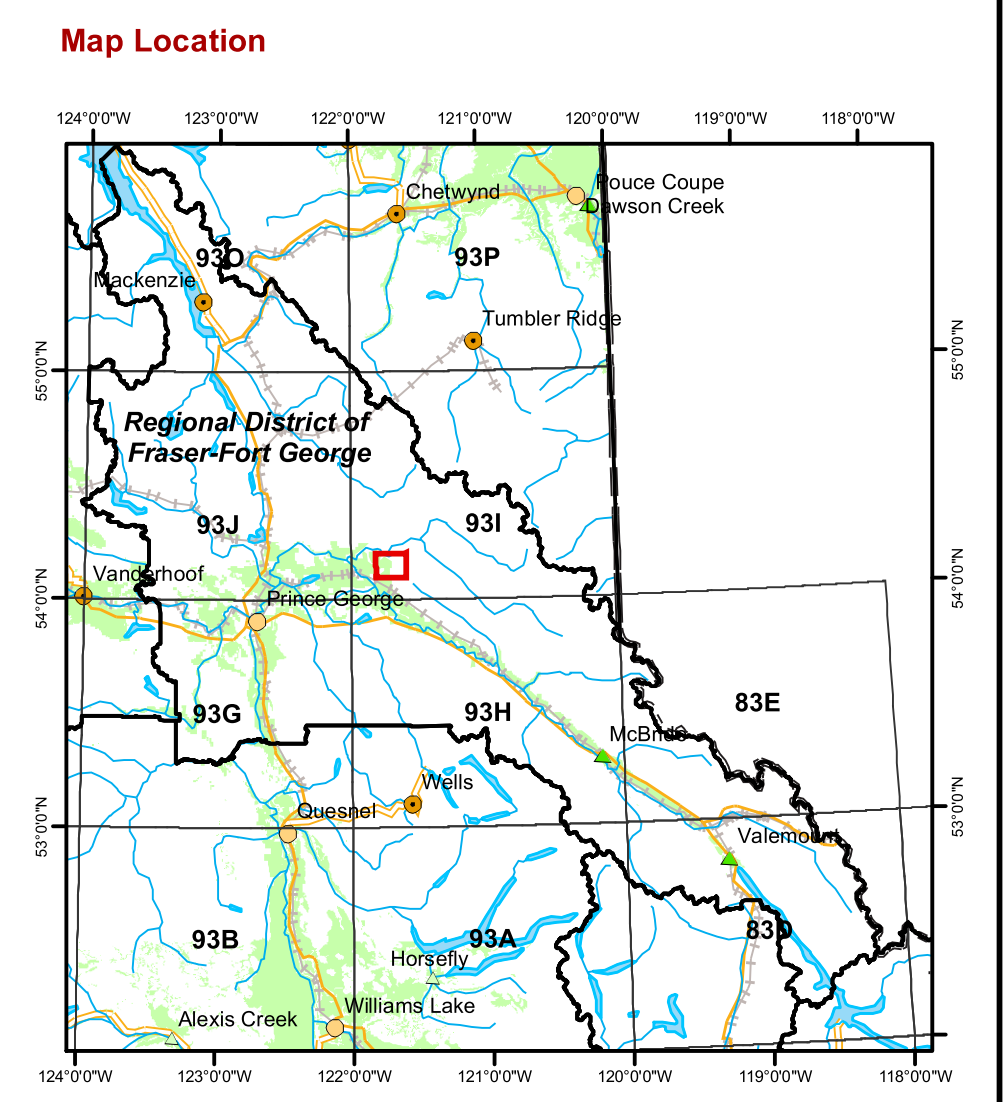 Map Location
124°0'0"W 123°0'0"W 122°0'0"W 121°0'0"W 120°0'0"W 119°0'0"W 118°0'0"W
Pouce Coupe
Chetwynd
Dawson Creek
93O
93P
Mackenzie
Tumbler Ridge
55°0'0"N
55°0'0"N
Regional District of
Fraser-Fort George
93J
93I
Vanderhoof
54°0'0"N
54°0'0"N
Prince George
83E
93G
93H
McBride
Wells
Quesnel
53°0'0"N
53°0'0"N
Valemount
83D
93B
93A
Horsefly
Williams Lake
Alexis Creek
124°0'0"W 123°0'0"W 122°0'0"W 121°0'0"W 120°0'0"W 119°0'0"W 118°0'0"W